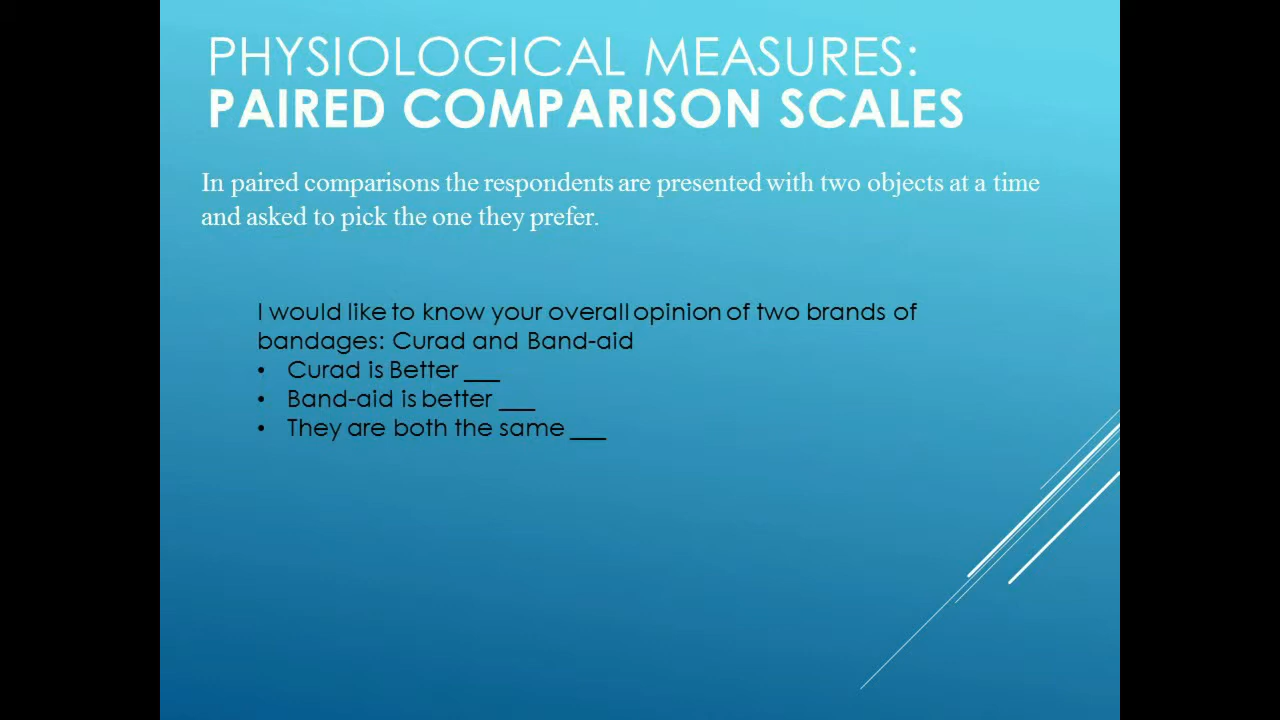 PHYSIOLOGICAL MEASURES:
PAIRED COMPARISON SCALES
In paired comparisons the respondents are presented with two objects at a time
and asked to pick the one they prefer.
I would like to know your overall opinion of two brands of
bandages: Curad and Band-aid
• Curad is Better ___
• Band-aid is better ___
• They are both the same ___